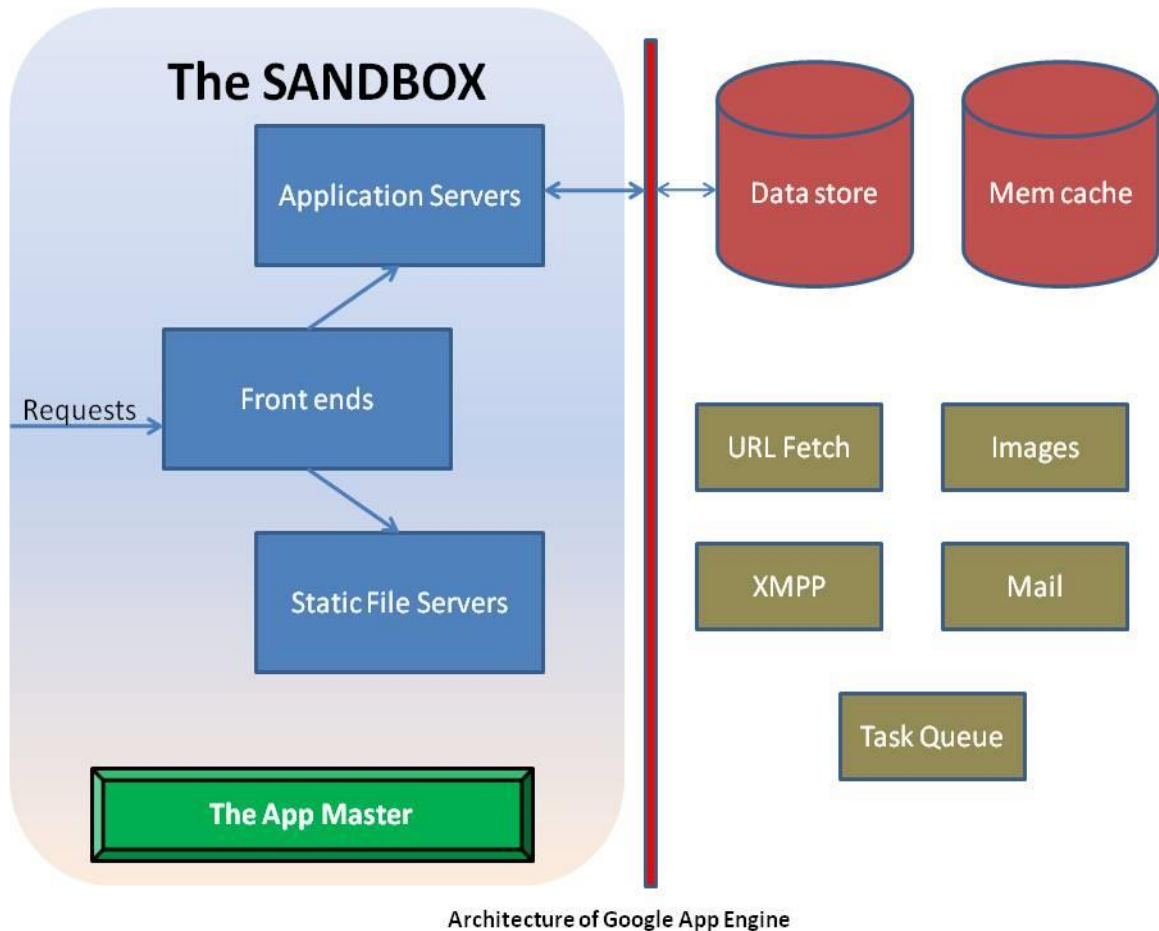 The SANDBOX
Application Servers
Data store
Mem cache
Requests
Front ends
URL Fetch
Images
XMPP
Mail
Static File Servers
Task Queue
The App Master
Architecture of Google App Engine